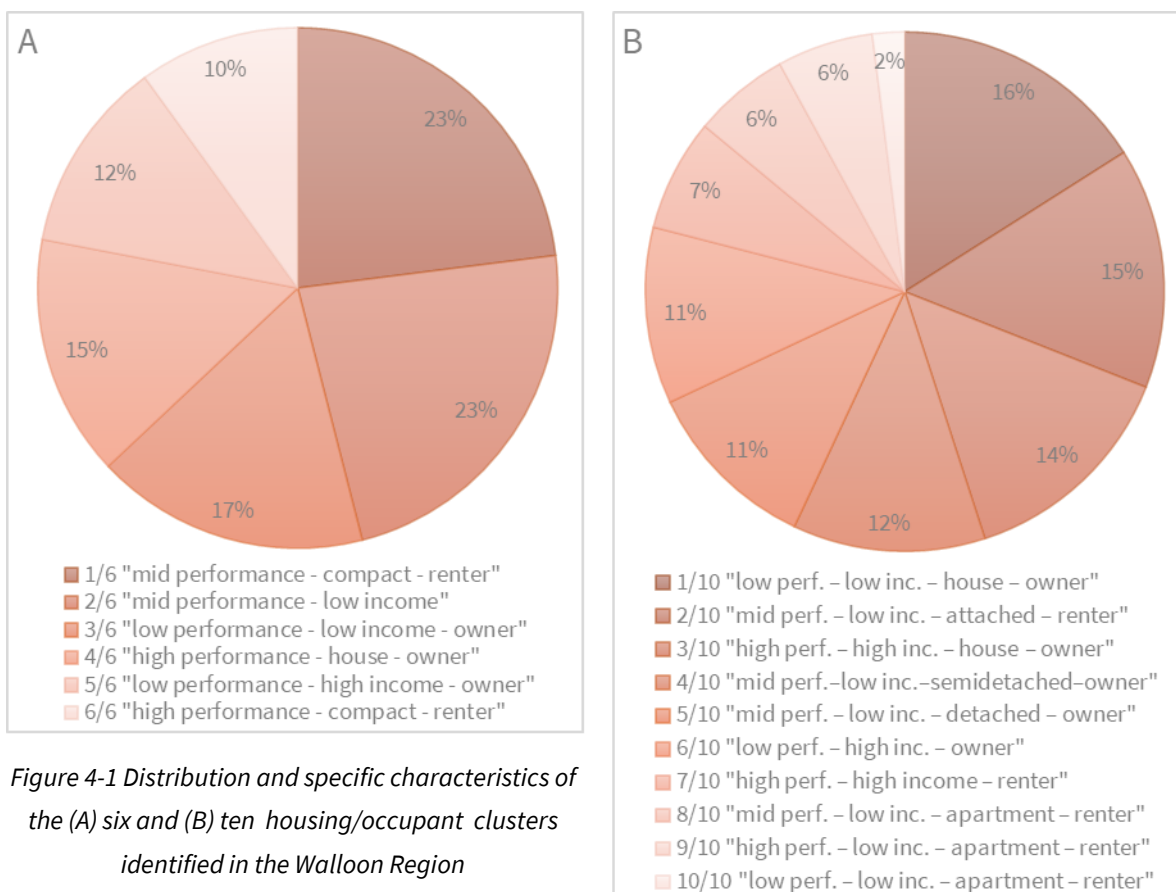 A
10%
23%
12%
15%
23%
17%
1/6 "mid performance - compact - renter"
2/6 "mid performance - low income"
3/6 "low performance - low income - owner"
4/6 "high performance - house - owner"
5/6 "low performance - high income - owner"
6/6 "high performance - compact - renter"
Figure 4-1 Distribution and specific characteristics of
the (A) six and (B) ten housing/occupant clusters
identified in the Walloon Region
B
2%
6%
16%
6%
7%
15%
11%
11%
14%
12%
1/10 "low perf. – low inc. – house – owner"
2/10 "mid perf. – low inc. – attached – renter"
3/10 "high perf. – high inc. – house – owner"
4/10 "mid perf.–low inc.–semidetached–owner"
5/10 "mid perf. – low inc. – detached – owner"
6/10 "low perf. – high inc. – owner"
7/10 "high perf. – high income – renter"
8/10 "mid perf. – low inc. – apartment – renter"
9/10 "high perf. – low inc. – apartment – renter"
10/10 "low perf. – low inc. – apartment – renter"